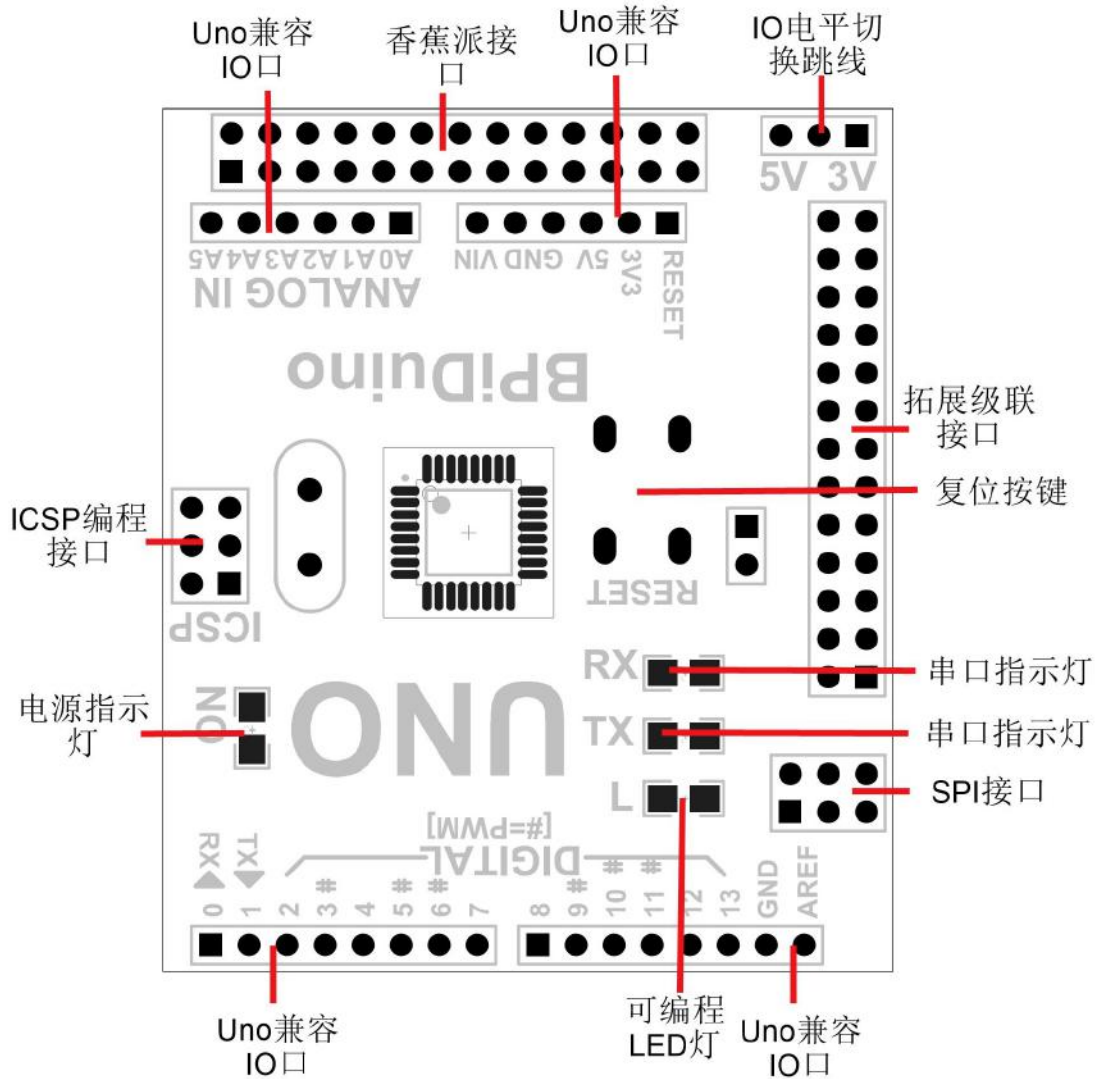 Uno兼容
IO口
香蕉派接
口
Uno兼容
IO口
IO电平切
换跳线
5V 3V
A5 A4 A3 A2 A1 A0
ANALOG IN
VIN GND 5V 3V3 RESET
BPiDuino
拓展级联
接口
复位按键
ICSP编程
接口
ICSP
RESET
RX
串口指示灯
电源指示
灯
ON
UNO
TX
串口指示灯
L
SPI接口
[#=PWM]
DIGITAL
RX TX
0 1 2 3# 4 5# 6# 7
8 9# 10# 11# 12 13 GND AREF
Uno兼容
IO口
可编程
LED灯
Uno兼容
IO口